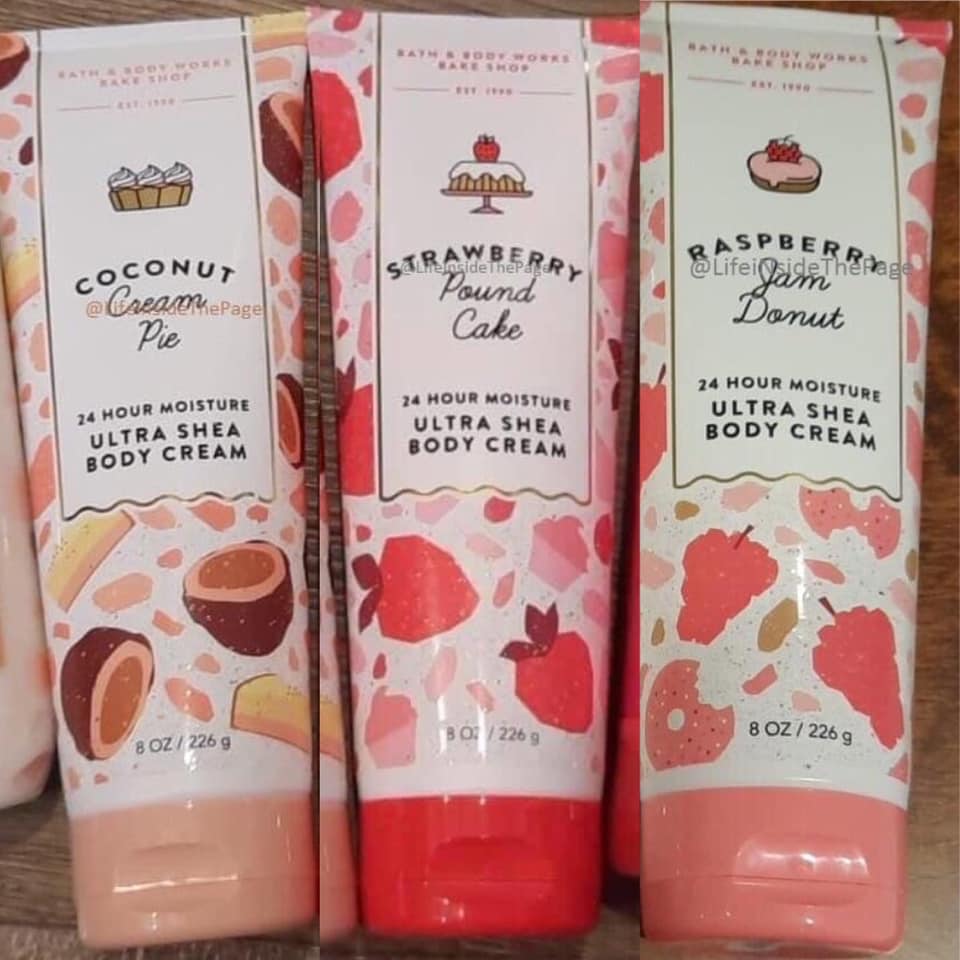 BATH & BODY WORKS
BAKE SHOP
EST. 1990
COCONUT
Cream
@LifeInsideThePage
Pie
24 HOUR MOISTURE
ULTRA SHEA
BODY CREAM
8 OZ / 226 g
BATH & BODY WORKS
BAKE SHOP
EST. 1990
STRAWBERRY
@LifeInsideThePage
Pound
Cake
24 HOUR MOISTURE
ULTRA SHEA
BODY CREAM
8 OZ / 226 g
BATH & BODY WORKS
BAKE SHOP
EST. 1990
RASPBERRY
@LifeinsideThePage
Jam
Donut
24 HOUR MOISTURE
ULTRA SHEA
BODY CREAM
8 OZ / 226 g